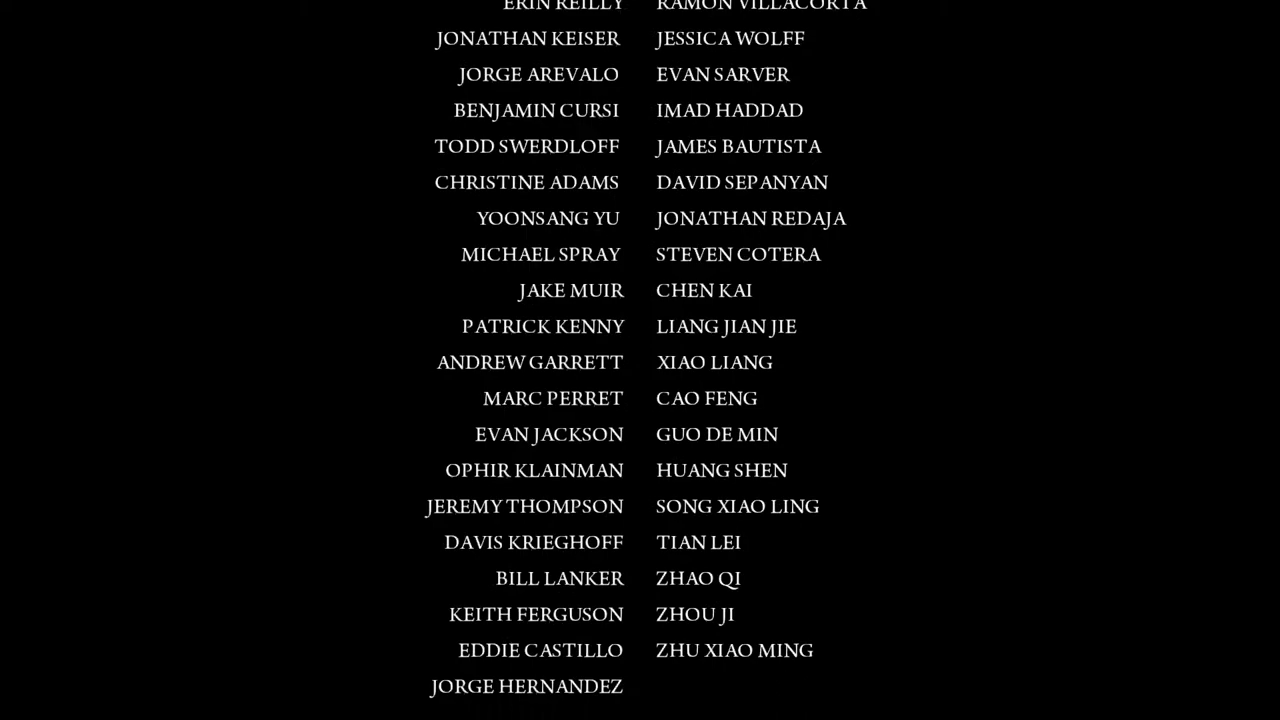 ERIN REILLY RAMON VILLACORTA
JONATHAN KEISER JESSICA WOLFF
JORGE AREVALO EVAN SARVER
BENJAMIN CURSI IMAD HADDAD
TODD SWERDLOFF JAMES BAUTISTA
CHRISTINE ADAMS DAVID SEPANYAN
YOONSANG YU JONATHAN REDAJA
MICHAEL SPRAY STEVEN COTERA
JAKE MUIR CHEN KAI
PATRICK KENNY LIANG JIAN JIE
ANDREW GARRETT XIAO LIANG
MARC PERRET CAO FENG
EVAN JACKSON GUO DE MIN
OPHIR KLAINMAN HUANG SHEN
JEREMY THOMPSON SONG XIAO LING
DAVIS KRIEGHOFF TIAN LEI
BILL LANKER ZHAO QI
KEITH FERGUSON ZHOU JI
EDDIE CASTILLO ZHU XIAO MING
JORGE HERNANDEZ